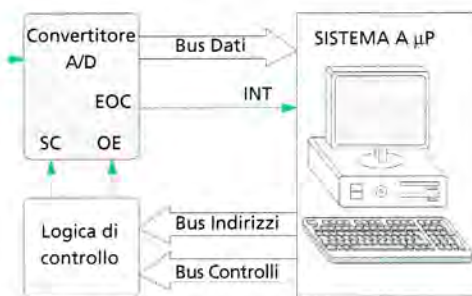 Convertitore
A/D
EOC
SC OE
Bus Dati
INT
SISTEMA A µP
Logica di
controllo
Bus Indirizzi
Bus Controlli